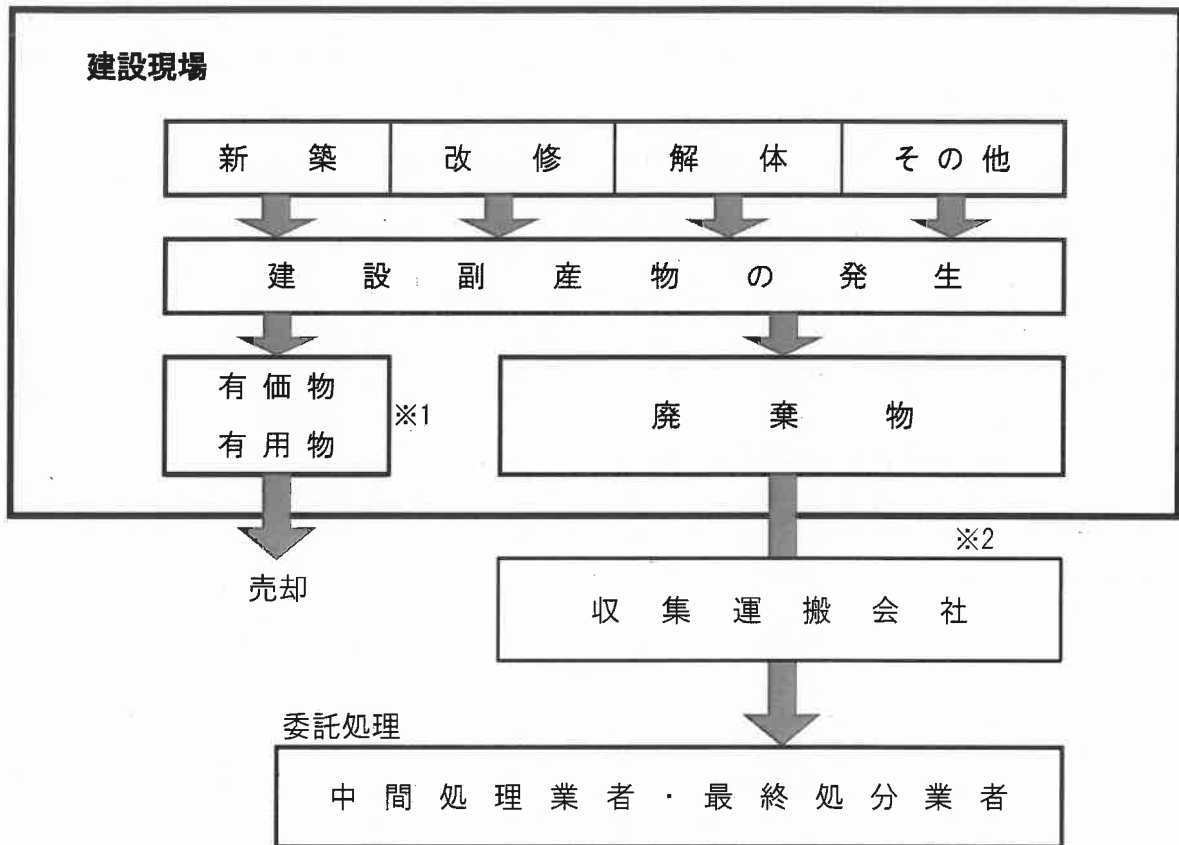 建設現場
新築 改修 解体 その他
建設副産物の発生
有価物
有用物
※1
廃棄物
※2
売却
収集運搬会社
委託処理
中間処理業者・最終処分業者